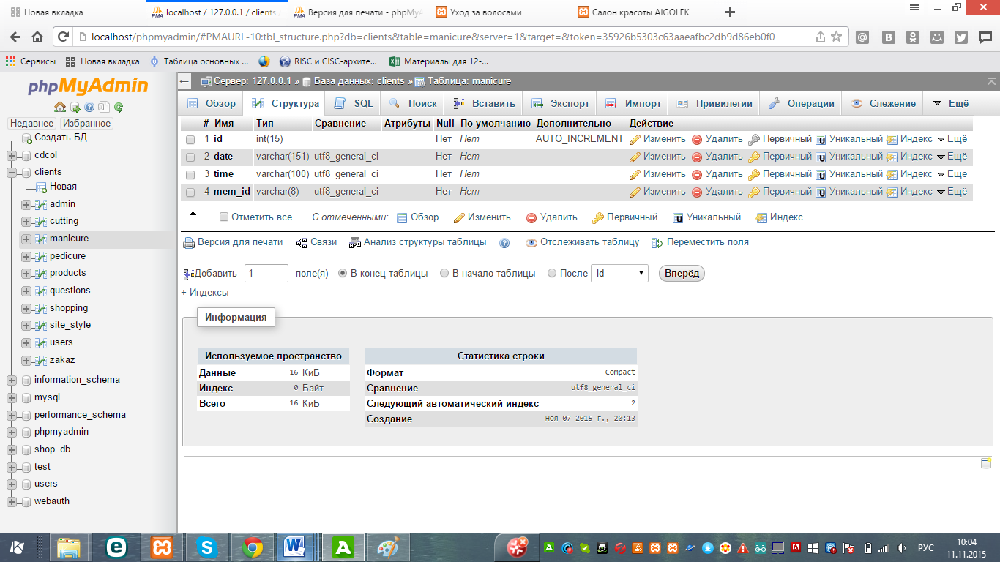 Новая вкладка
localhost / 127.0.0.1 / clients
Версия для печати - phpMyA
Уход за волосами
Салон красоты AIGOLEK
localhost/phpmyadmin/#PMAURL-10:tbl_structure.php?db=clients&table=manicure&server=1&target=&token=35926b5303c63aaeafbc2db9d86eb0f0
Сервисы Новая вкладка Таблица основных ... RISC и CISC-архите... Материалы для 12-...
phpMyAdmin
Недавнее Избранное
Создать БД
cdcol
clients
Новая
admin
cutting
manicure
pedicure
products
questions
shopping
site_style
users
zakaz
information_schema
mysql
performance_schema
phpmyadmin
shop_db
test
users
webauth
Сервер: 127.0.0.1 » База данных: clients » Таблица: manicure
Обзор Структура SQL Поиск Вставить Экспорт Импорт Привилегии Операции Слежение Ещё
# Имя Тип Сравнение Атрибуты Null По умолчанию Дополнительно Действие
1 id int(15) Нет Нет AUTO_INCREMENT Изменить Удалить Первичный Уникальный Индекс Ещё
2 date varchar(151) utf8_general_ci Нет Нет Изменить Удалить Первичный Уникальный Индекс Ещё
3 time varchar(100) utf8_general_ci Нет Нет Изменить Удалить Первичный Уникальный Индекс Ещё
4 mem_id varchar(8) utf8_general_ci Нет Нет Изменить Удалить Первичный Уникальный Индекс Ещё
Отметить все С отмеченными: Обзор Изменить Удалить Первичный Уникальный Индекс
Версия для печати Связи Анализ структуры таблицы Отслеживать таблицу Переместить поля
Добавить 1 поле(я) В конец таблицы В начало таблицы После id Вперёд
+ Индексы
Информация
Используемое пространство
Данные 16 КиБ
Индекс 0 Байт
Всего 16 КиБ
Статистика строки
Формат Compact
Сравнение utf8_general_ci
Следующий автоматический индекс 2
Создание Ноя 07 2015 г., 20:13
РУС
10:04
11.11.2015